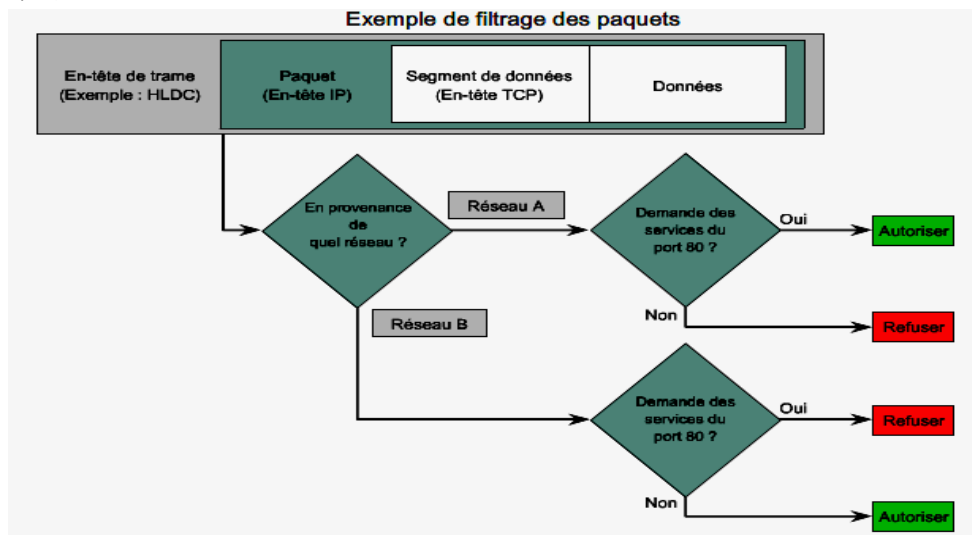 Exemple de filtrage des paquets
En-tête de trame
(Exemple : HLDC)
Paquet
(En-tête IP)
Segment de données
(En-tête TCP)
Données
En provenance
de
quel réseau ?
Réseau A
Demande des
services du
port 80 ?
Oui
Autoriser
Non
Refuser
Réseau B
Demande des
services du
port 80 ?
Oui
Refuser
Non
Autoriser